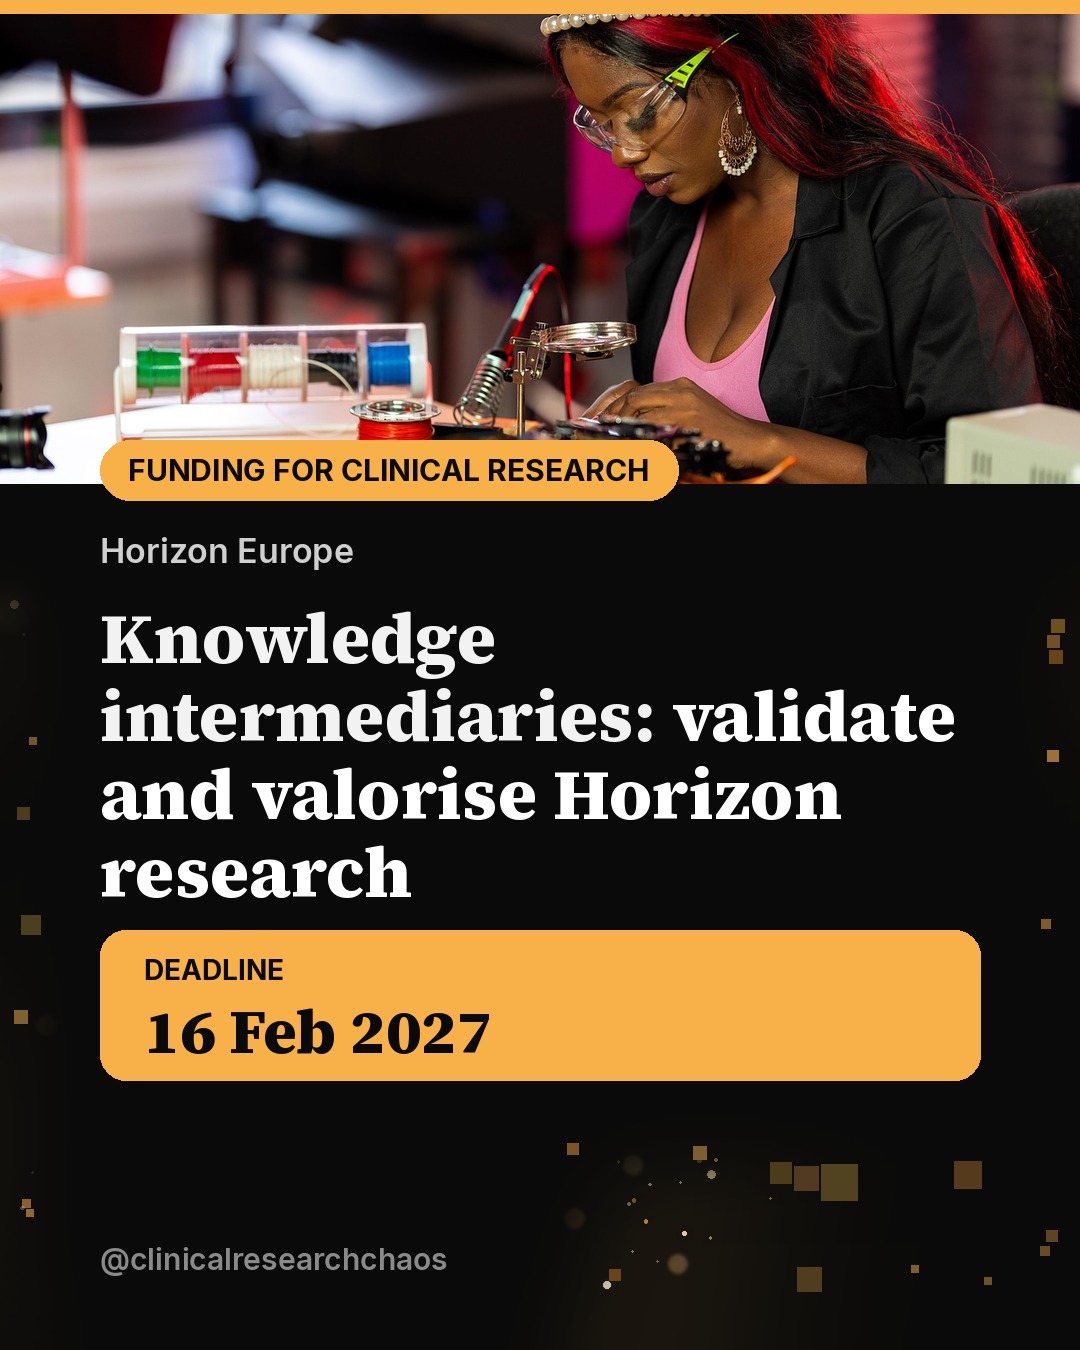 FUNDING FOR CLINICAL RESEARCH
Horizon Europe
Knowledge
intermediaries: validate
and valorise Horizon
research
DEADLINE
16 Feb 2027
@clinicalresearchchaos